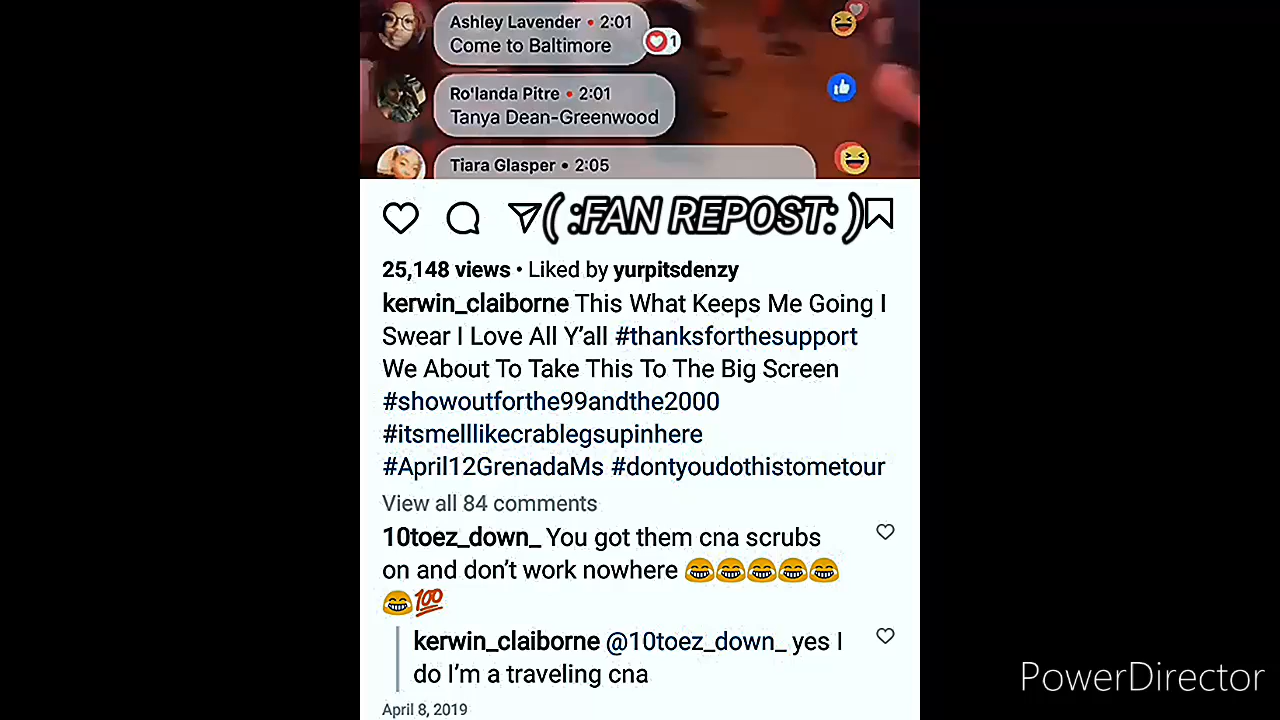 Ashley Lavender • 2:01
Come to Baltimore
1
Ro'landa Pitre • 2:01
Tanya Dean-Greenwood
Tiara Glasper • 2:05
( :FAN REPOST: )
25,148 views • Liked by yurpitsdenzy
kerwin_claiborne This What Keeps Me Going I
Swear I Love All Y’all #thanksforthesupport
We About To Take This To The Big Screen
#showoutforthe99andthe2000
#itsmelllikecrablegsupinhere
#April12GrenadaMs #dontyoudothistometour
View all 84 comments
10toez_down_ You got them cna scrubs
on and don’t work nowhere 😂😂😂😂😂
😂💯
kerwin_claiborne @10toez_down_ yes I
do I’m a traveling cna
April 8, 2019
PowerDirector